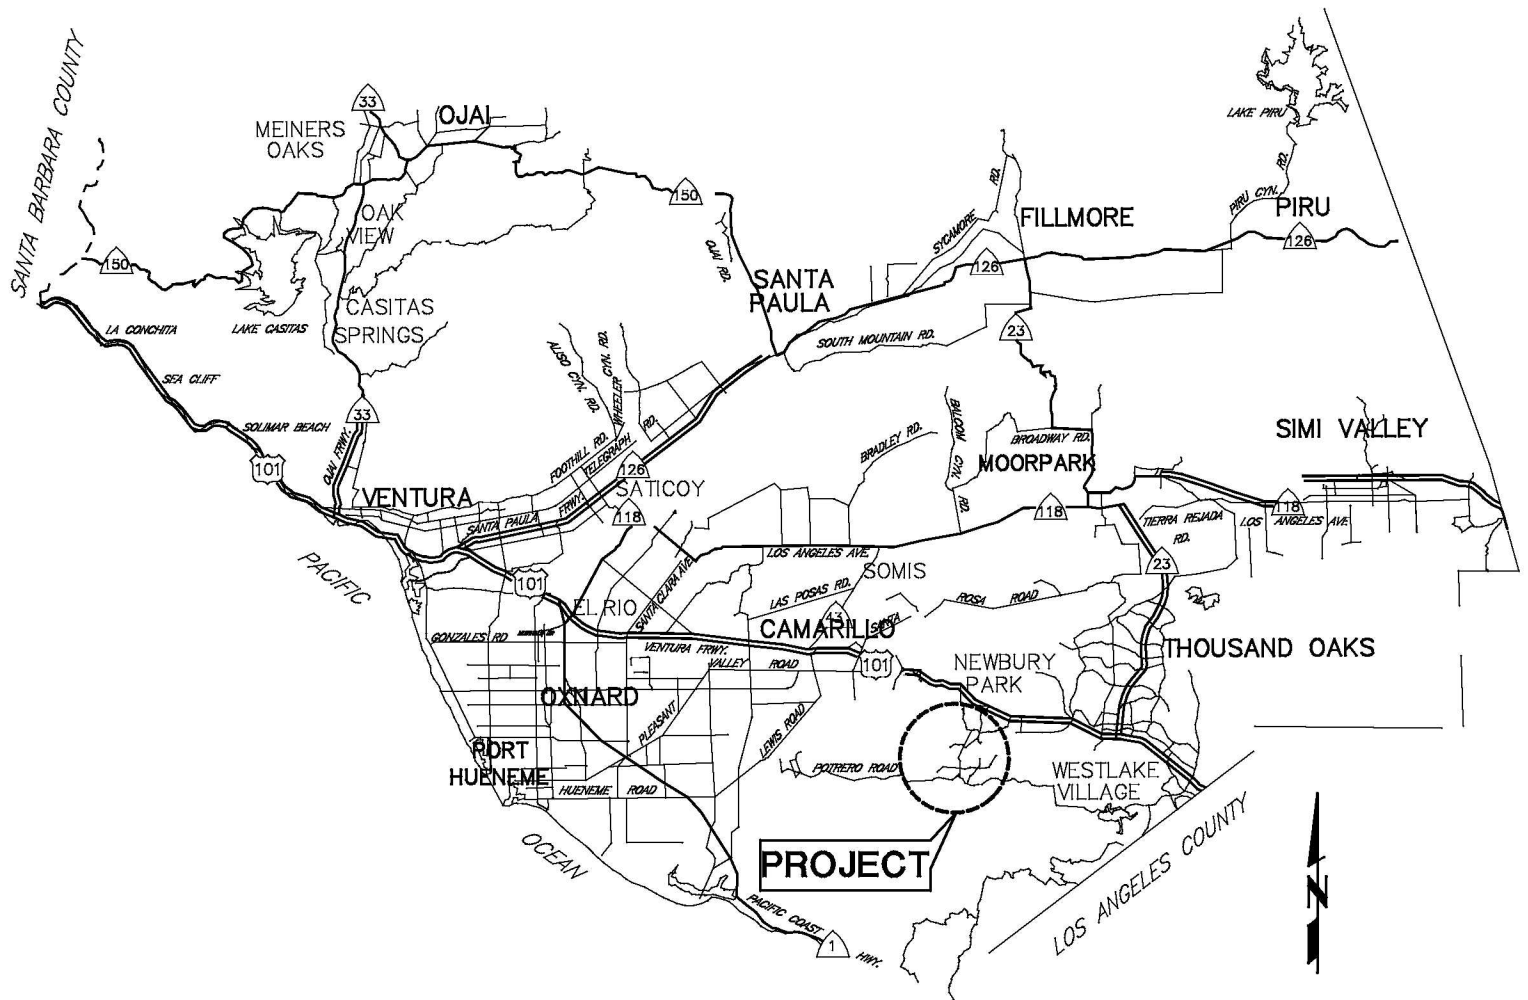 SANTA BARBARA COUNTY
33
OJAI
MEINERS
OAKS
150
OAK
VIEW
150
OJAI RD.
LAKE PIRU
PIRU CYN. RD.
PIRU
126
SYCAMORE RD.
FILLMORE
126
SANTA
PAULA
23
SOUTH MOUNTAIN RD.
LAKE CASITAS
CASITAS
SPRINGS
LA CONCHITA
SEA CLIFF
SOLIMAR BEACH
101
OJAI FRWY.
33
ALISO CYN. RD.
WHEELER CYN. RD.
FOOTHILL RD.
TELEGRAPH RD.
126
SATICOY
118
VENTURA
SANTA PAULA FRWY.
BRADLEY RD.
BALCOM CYN. RD.
BROADWAY RD.
MOORPARK
SIMI VALLEY
118
118
TIERRA REJADA
RD.
LOS ANGELES AVE
23
LOS ANGELES AVE
SOMIS
PACIFIC
101
EL RIO
SANTA CLARA AVE
LAS POSAS RD.
SANTA ROSA ROAD
CAMARILLO
GONZALES RD
VENTURA FRWY.
101
THOUSAND OAKS
NEWBURY
PARK
PLEASANT VALLEY ROAD
OXNARD
LEWIS ROAD
PORT
HUENEME
POTRERO ROAD
WESTLAKE
VILLAGE
HUENEME ROAD
OCEAN
PROJECT
PACIFIC COAST HWY.
1
LOS ANGELES COUNTY
N